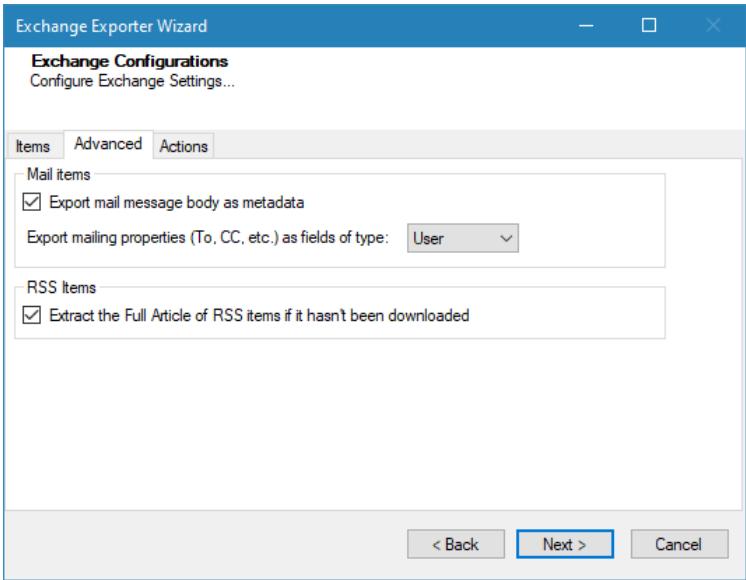 Exchange Exporter Wizard
Exchange Configurations
Configure Exchange Settings...
Items Advanced Actions
Mail items
Export mail message body as metadata
Export mailing properties (To, CC, etc.) as fields of type: User
RSS Items
Extract the Full Article of RSS items if it hasn't been downloaded
< Back Next > Cancel